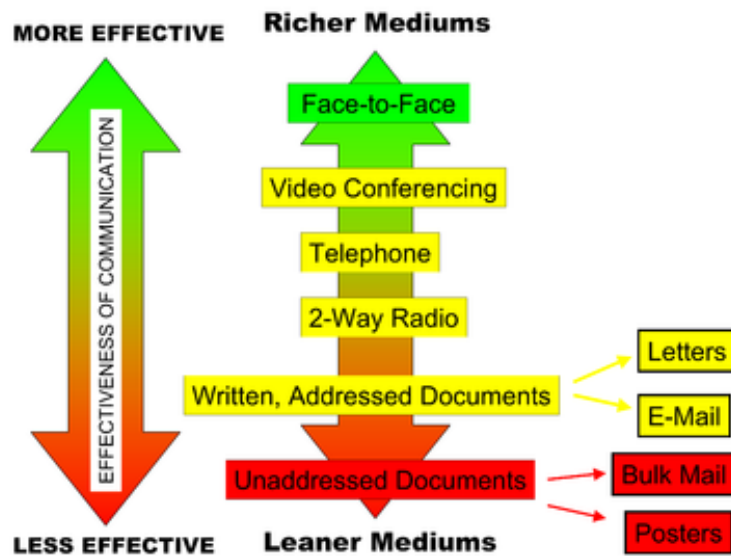 MORE EFFECTIVE
Richer Mediums
EFFECTIVENESS OF COMMUNICATION
Face-to-Face
Video Conferencing
Telephone
2-Way Radio
Written, Addressed Documents
Letters
E-Mail
Unaddressed Documents
Bulk Mail
Posters
LESS EFFECTIVE
Leaner Mediums